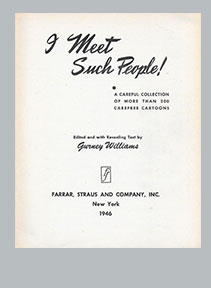 I Meet
Such People!
A CAREFUL COLLECTION
OF MORE THAN 200
CAREFREE CARTOONS
Edited and with Revealing Text by
Gurney Williams
FARRAR, STRAUS AND COMPANY, INC.
New York
1946